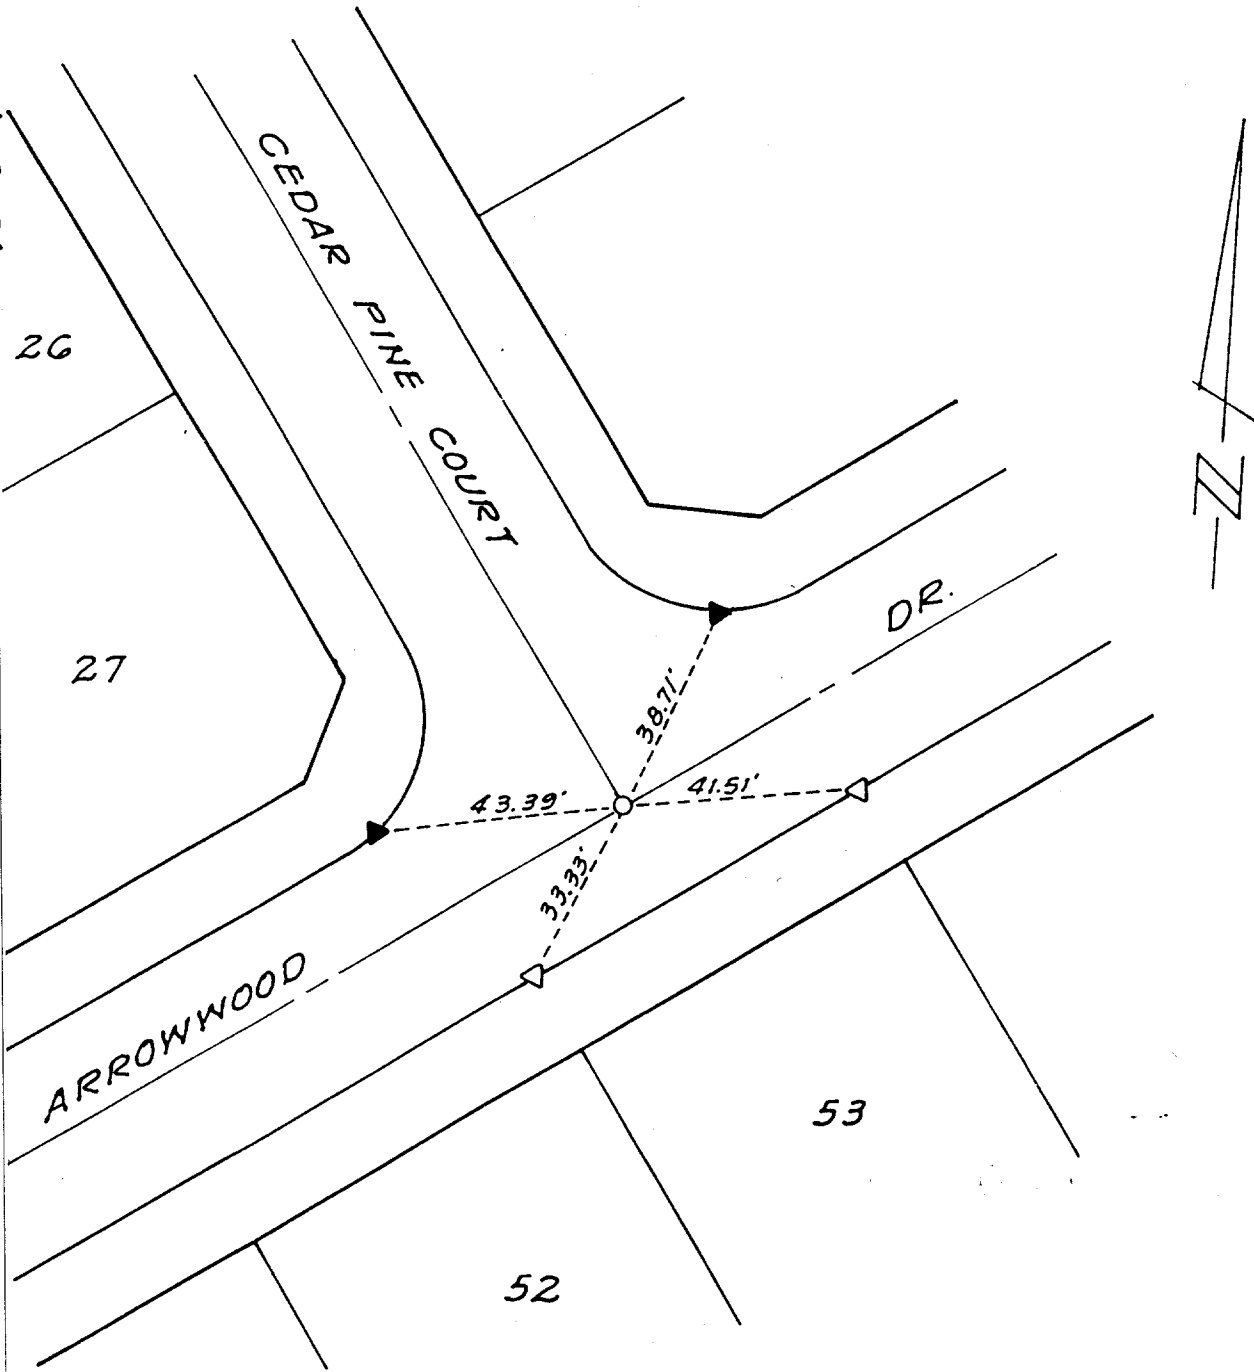 CEDAR PINE COURT
26
N
DR.
27
38.71'
41.51'
43.39'
33.33'
ARROWWOOD
53
52